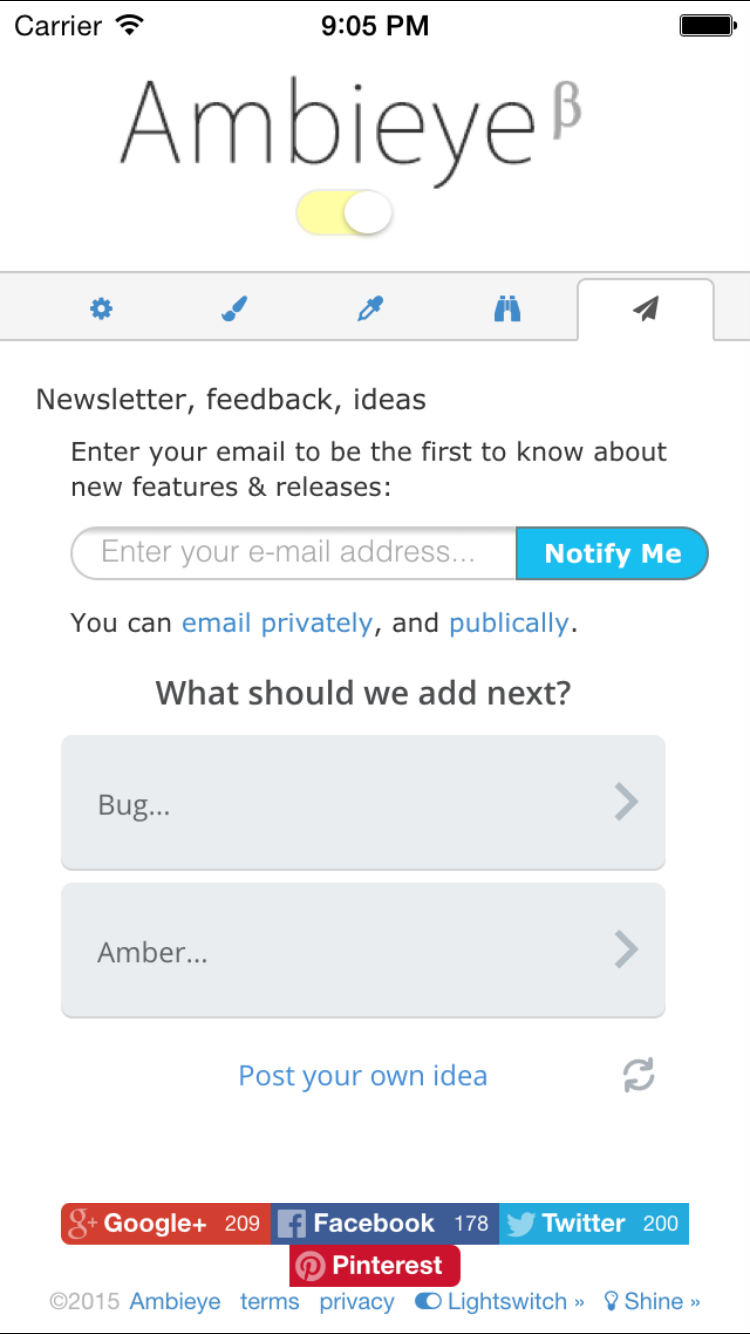 Carrier 9:05 PM
Ambieye β
Newsletter, feedback, ideas
Enter your email to be the first to know about
new features & releases:
Enter your e-mail address... Notify Me
You can email privately, and publically.
What should we add next?
Bug...
Amber...
Post your own idea
g+ Google+ 209 f Facebook 178 Twitter 200
Pinterest
©2015 Ambieye terms privacy Lightswitch » Shine »